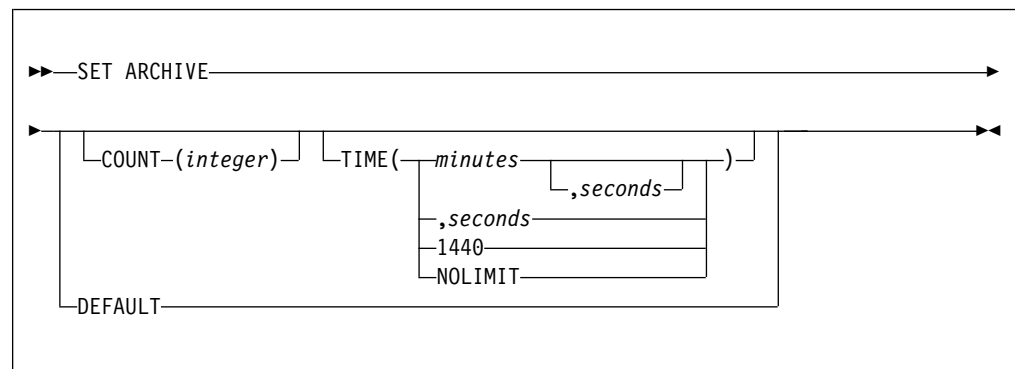 SET ARCHIVE
COUNT (integer) TIME( minutes )
,seconds
,seconds
1440
NOLIMIT
DEFAULT